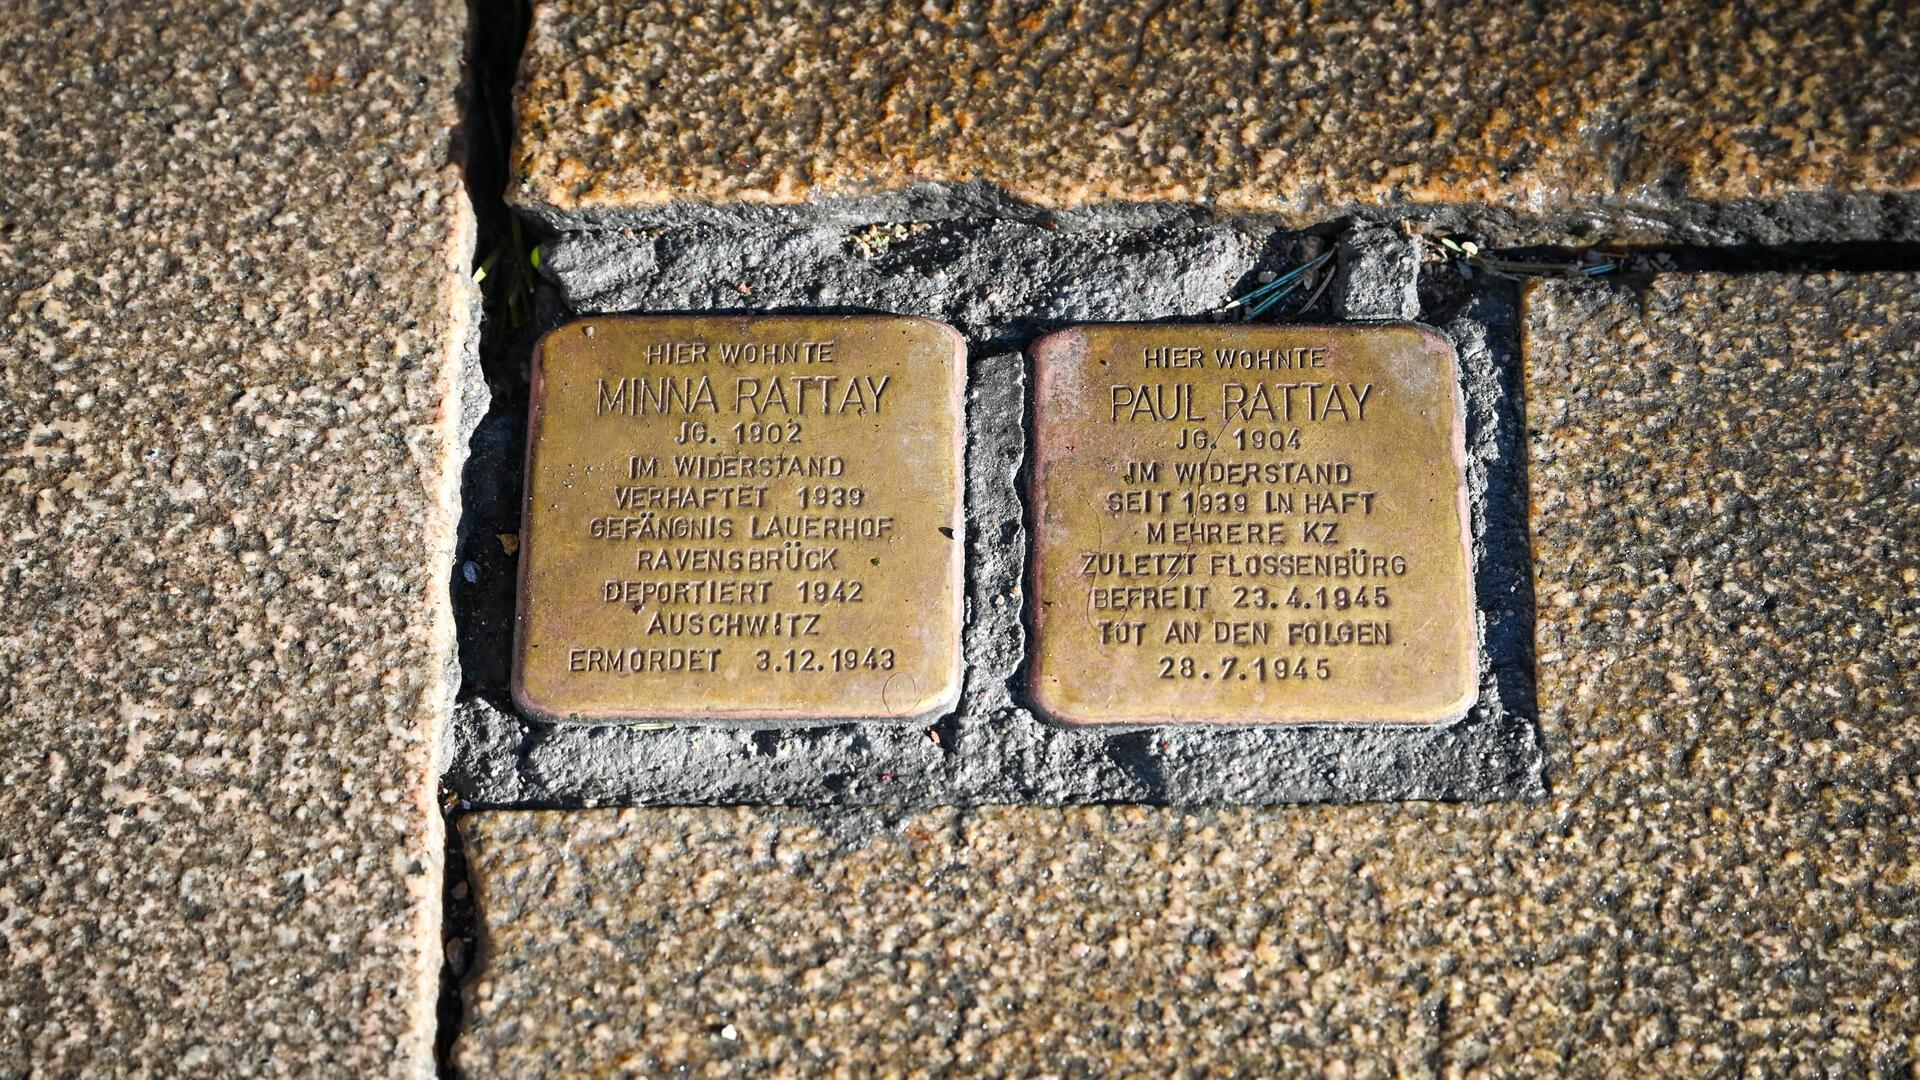 HIER WOHNTE
MINNA RATTAY
JG. 1902
IM WIDERSTAND
VERHAFTET 1939
GEFÄNGNIS LAUERHOF
RAVENSBRÜCK
DEPORTIERT 1942
AUSCHWITZ
ERMORDET 3.12.1943
HIER WOHNTE
PAUL RATTAY
JG. 1904
IM WIDERSTAND
SEIT 1939 IN HAFT
MEHRERE KZ
ZULETZT FLOSSENBÜRG
BEFREIT 23.4.1945
TOT AN DEN FOLGEN
28.7.1945